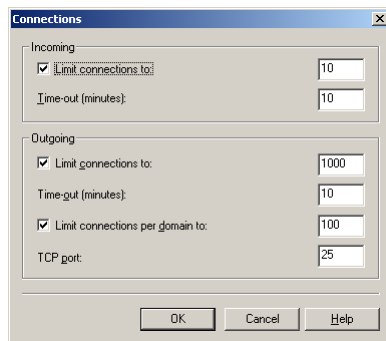 Connections
Incoming
Limit connections to: 10
Time-out (minutes): 10
Outgoing
Limit connections to: 1000
Time-out (minutes): 10
Limit connections per domain to: 100
TCP port: 25
OK Cancel Help